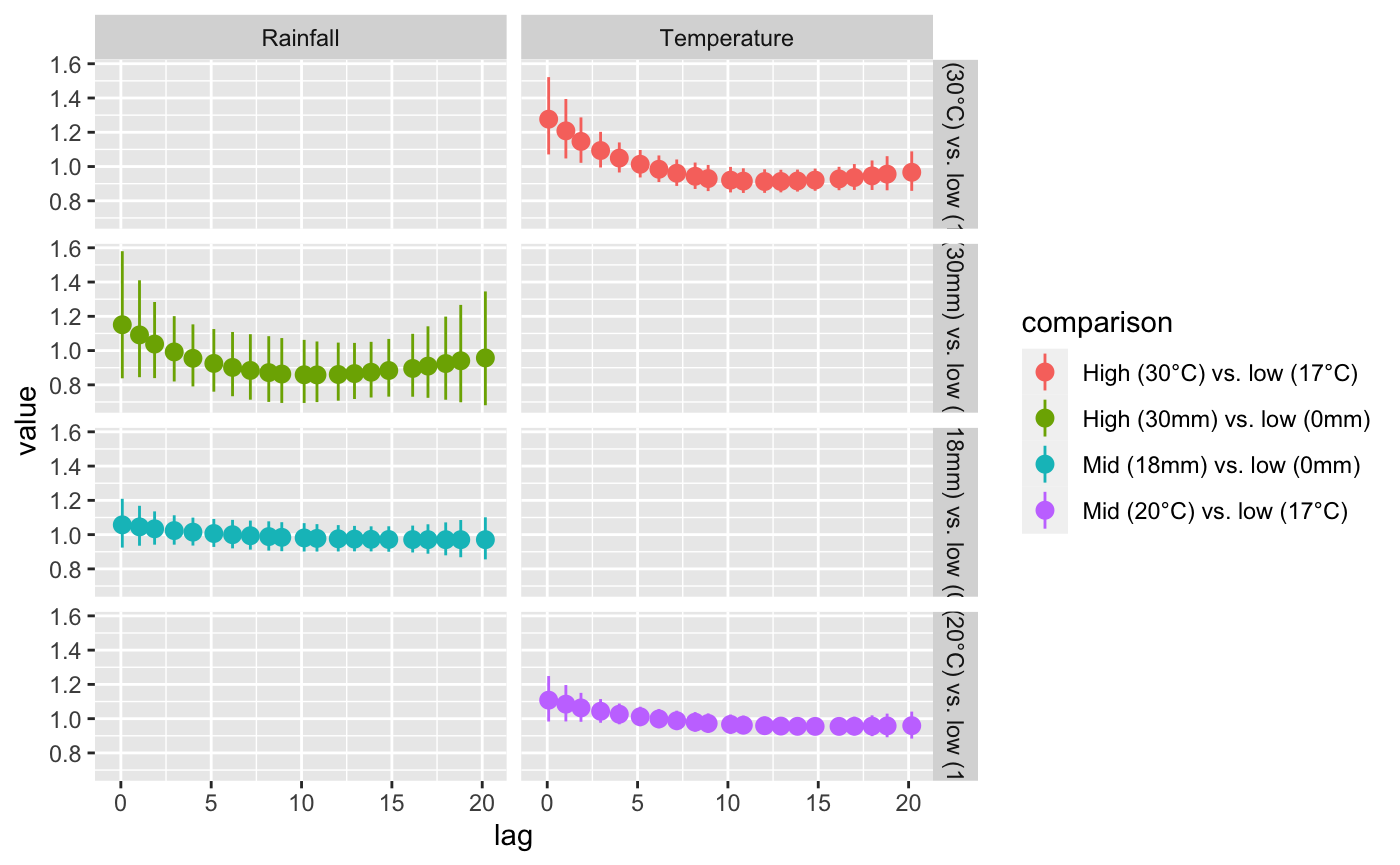 Rainfall
Temperature
1.6
1.4
1.2
1.0
0.8
(30°C) vs. low (1
1.6
1.4
1.2
1.0
0.8
(30mm) vs. low (
1.6
1.4
1.2
1.0
0.8
18mm) vs. low ((
1.6
1.4
1.2
1.0
0.8
(20°C) vs. low (1
value
0
5
10
15
20
0
5
10
15
20
lag
comparison
High (30°C) vs. low (17°C)
High (30mm) vs. low (0mm)
Mid (18mm) vs. low (0mm)
Mid (20°C) vs. low (17°C)